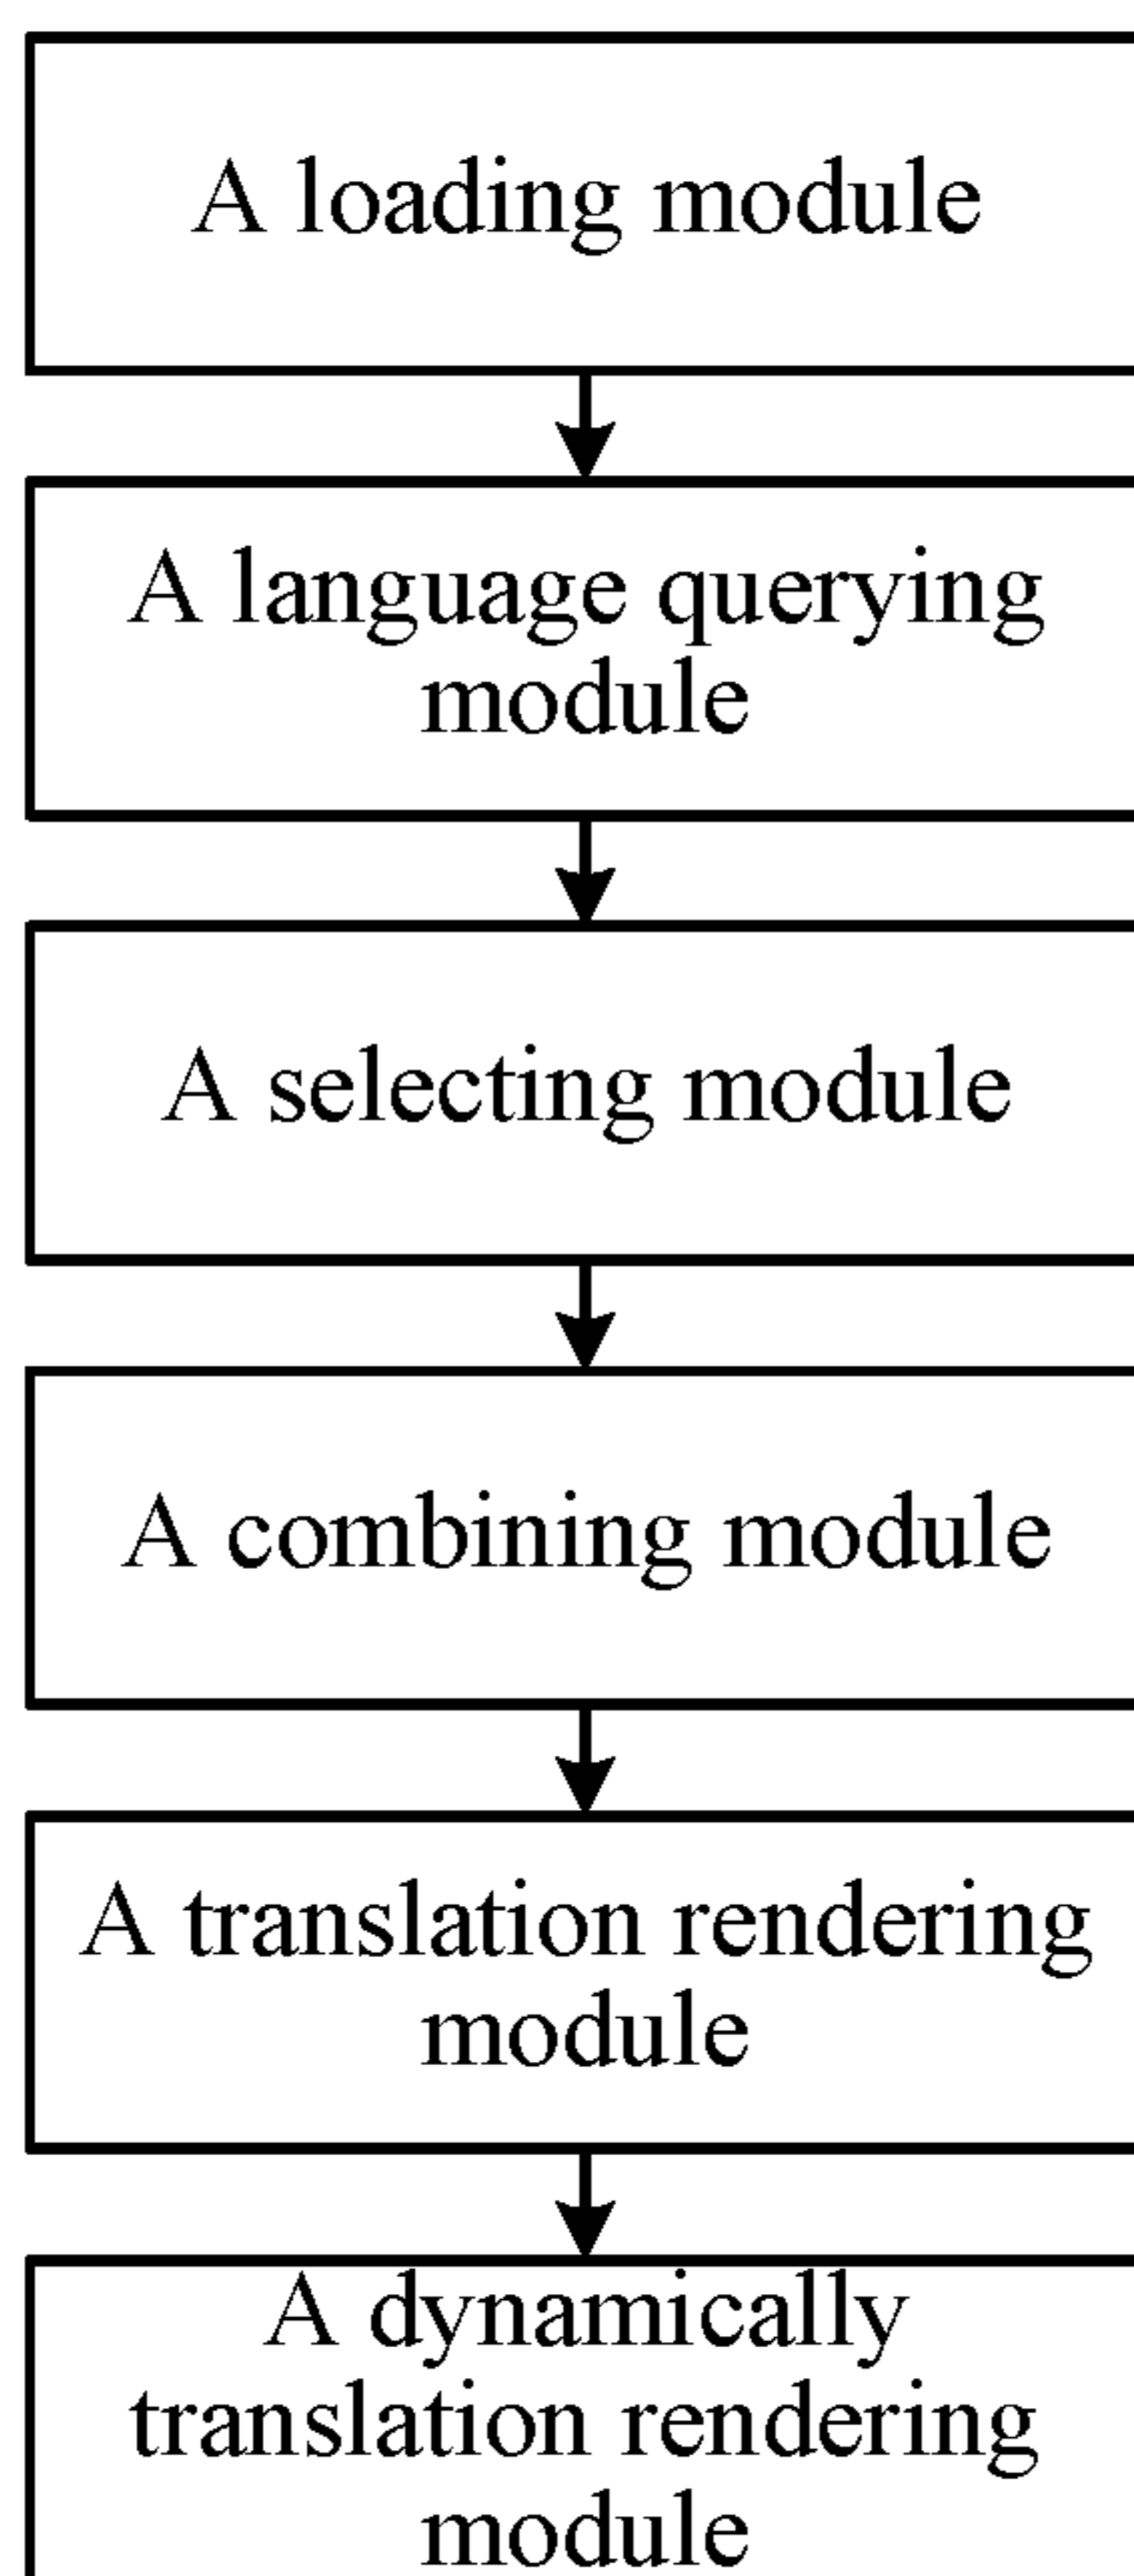 A loading module
A language querying
module
A selecting module
A combining module
A translation rendering
module
A dynamically
translation rendering
module